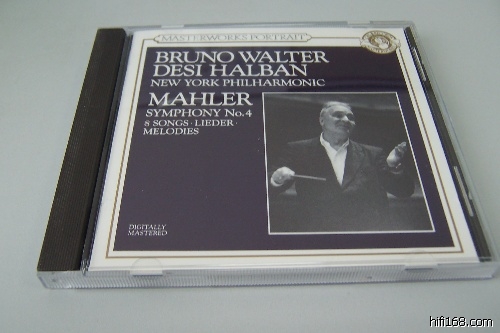 MASTERWORKS PORTRAIT
BRUNO WALTER
DESI HALBAN
NEW YORK PHILHARMONIC
MAHLER
SYMPHONY No. 4
8 SONGS · LIEDER ·
MELODIES
DIGITALLY
MASTERED
hifi168.com